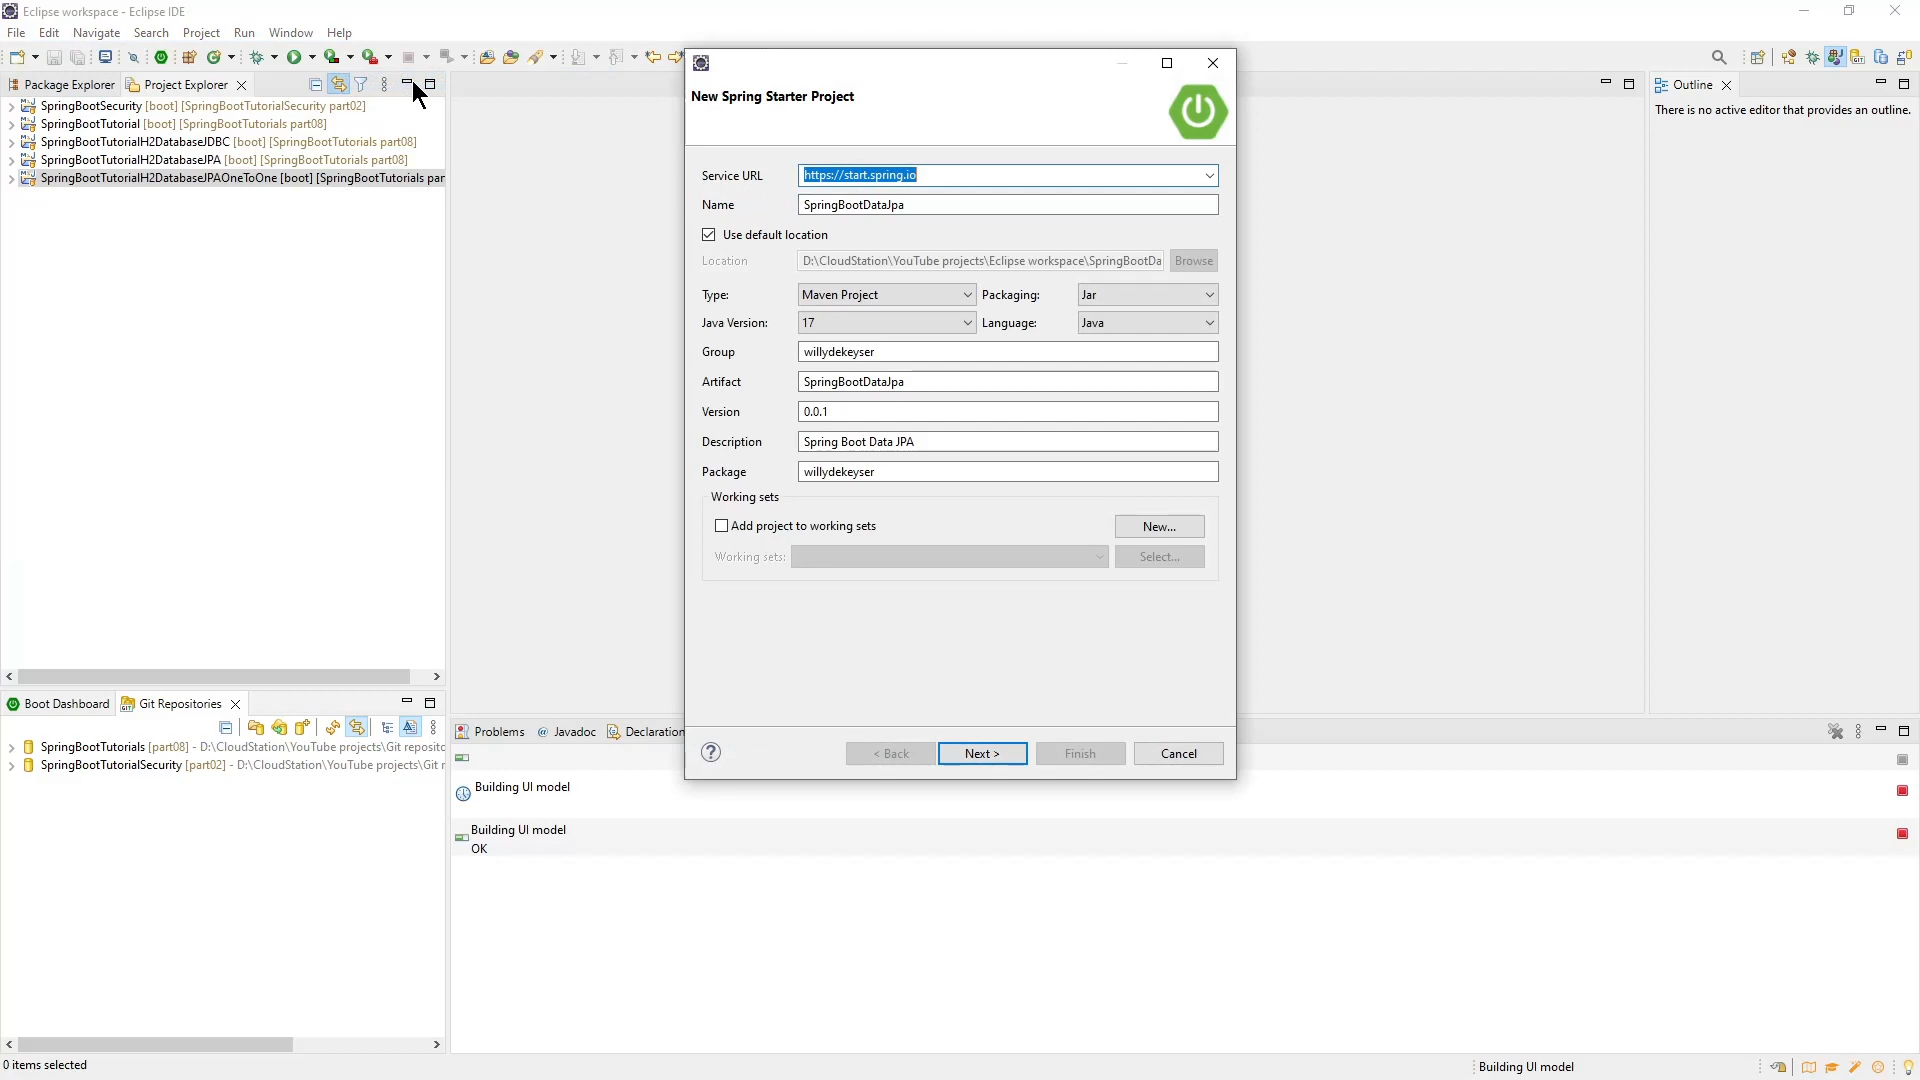 Eclipse workspace - Eclipse IDE
File Edit Navigate Search Project Run Window Help
Package Explorer Project Explorer
SpringBootSecurity [boot] [SpringBootTutorialSecurity part02]
SpringBootTutorial [boot] [SpringBootTutorials part08]
SpringBootTutorialH2DatabaseJDBC [boot] [SpringBootTutorials part08]
SpringBootTutorialH2DatabaseJPA [boot] [SpringBootTutorials part08]
SpringBootTutorialH2DatabaseJPAOneToOne [boot] [SpringBootTutorials par
Boot Dashboard Git Repositories
SpringBootTutorials [part08] - D:\CloudStation\YouTube projects\Git reposito
SpringBootTutorialSecurity [part02] - D:\CloudStation\YouTube projects\Git r
0 items selected
New Spring Starter Project
Service URL https://start.spring.io
Name SpringBootDataJpa
Use default location
Location D:\CloudStation\YouTube projects\Eclipse workspace\SpringBootDa Browse
Type: Maven Project Packaging: Jar
Java Version: 17 Language: Java
Group willydekeyser
Artifact SpringBootDataJpa
Version 0.0.1
Description Spring Boot Data JPA
Package willydekeyser
Working sets
Add project to working sets New...
Working sets: Select...
< Back Next > Finish Cancel
Problems @ Javadoc Declaration
Building UI model
Building UI model
OK
Outline
There is no active editor that provides an outline.
Building UI model